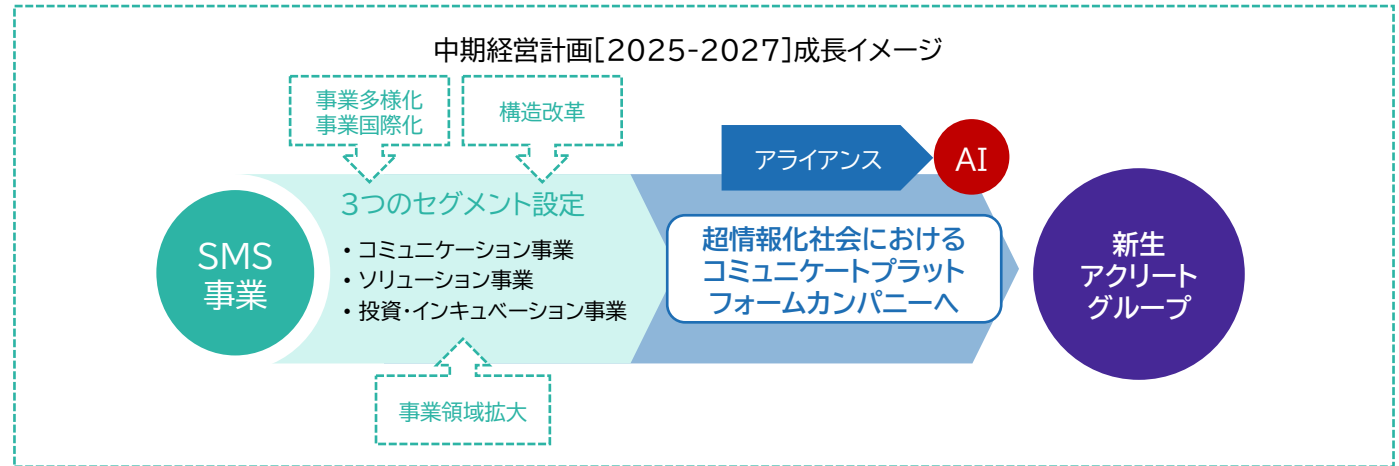 中期経営計画[2025-2027]成長イメージ
事業多様化
事業国際化
構造改革
アライアンス
AI
SMS
事業
3つのセグメント設定
・コミュニケーション事業
・ソリューション事業
・投資・インキュベーション事業
超情報化社会における
コミュニケートプラット
フォームカンパニーへ
新生
アクリート
グループ
事業領域拡大